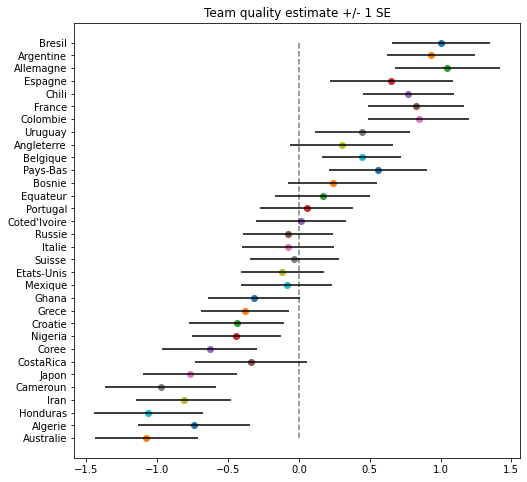 Team quality estimate +/- 1 SE
Bresil
Argentine
Allemagne
Espagne
Chili
France
Colombie
Uruguay
Angleterre
Belgique
Pays-Bas
Bosnie
Equateur
Portugal
Coted'Ivoire
Russie
Italie
Suisse
Etats-Unis
Mexique
Ghana
Grece
Croatie
Nigeria
Coree
CostaRica
Japon
Cameroun
Iran
Honduras
Algerie
Australie
−1.5 −1.0 −0.5 0.0 0.5 1.0 1.5